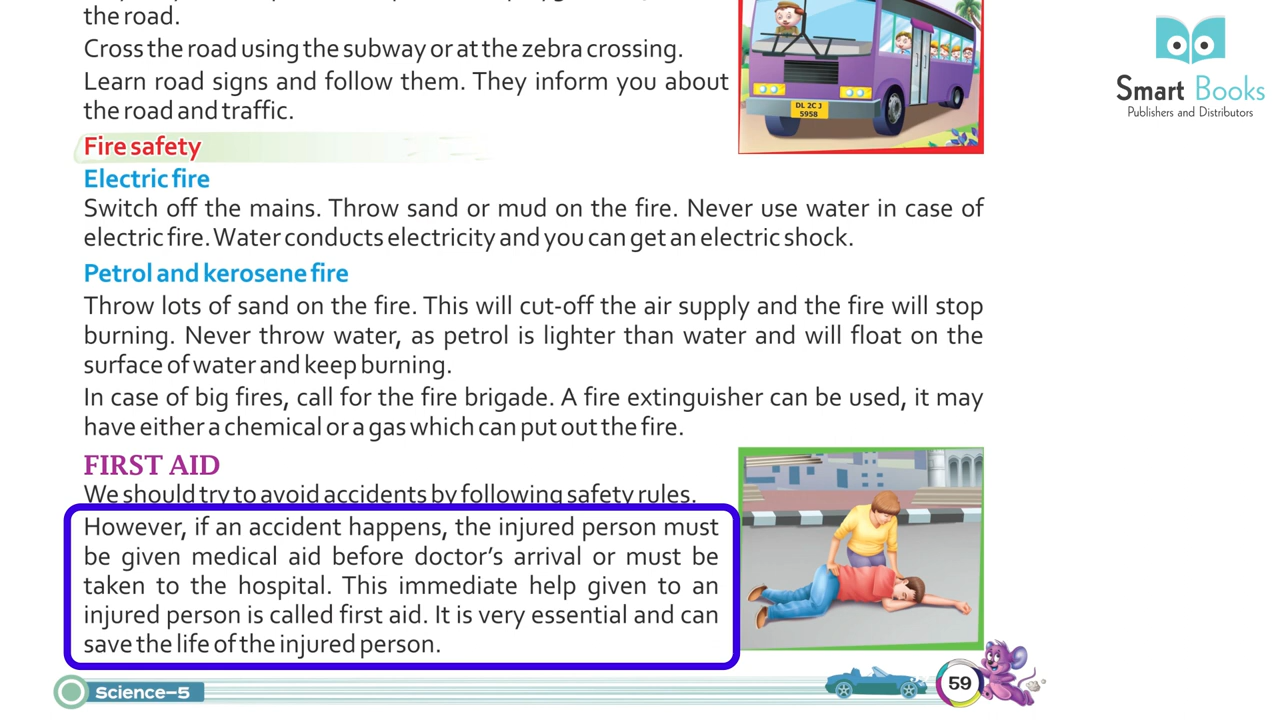 the road.
Cross the road using the subway or at the zebra crossing.
Learn road signs and follow them. They inform you about
the road and traffic.
DL 2C J
5958
Smart Books
Publishers and Distributors
Fire safety
Electric fire
Switch off the mains. Throw sand or mud on the fire. Never use water in case of
electric fire. Water conducts electricity and you can get an electric shock.
Petrol and kerosene fire
Throw lots of sand on the fire. This will cut-off the air supply and the fire will stop
burning. Never throw water, as petrol is lighter than water and will float on the
surface of water and keep burning.
In case of big fires, call for the fire brigade. A fire extinguisher can be used, it may
have either a chemical or a gas which can put out the fire.
FIRST AID
We should try to avoid accidents by following safety rules.
However, if an accident happens, the injured person must
be given medical aid before doctor's arrival or must be
taken to the hospital. This immediate help given to an
injured person is called first aid. It is very essential and can
save the life of the injured person.
Science–5
59